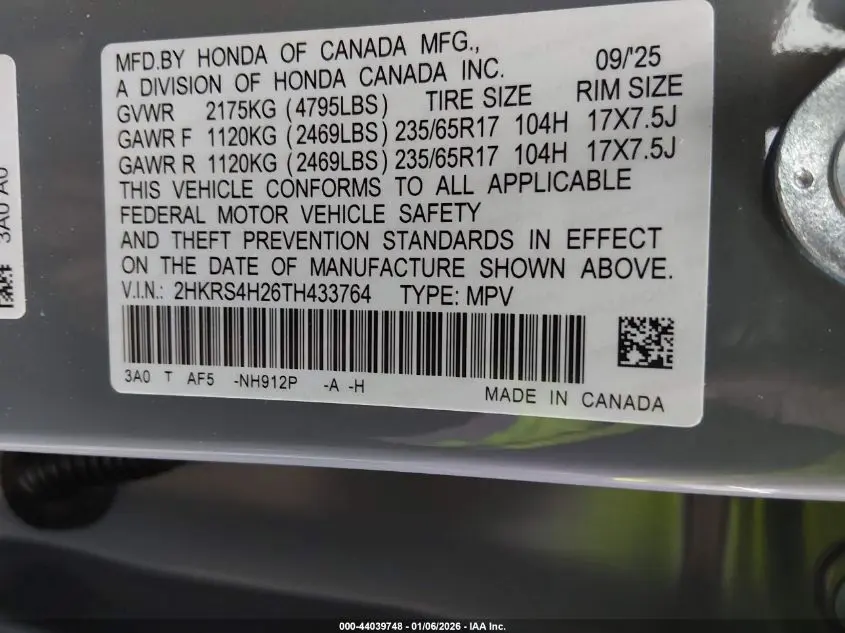 MFD.BY HONDA OF CANADA MFG.,
A DIVISION OF HONDA CANADA INC. 09/'25
GVWR 2175KG (4795LBS) TIRE SIZE RIM SIZE
GAWR F 1120KG (2469LBS) 235/65R17 104H 17X7.5J
GAWR R 1120KG (2469LBS) 235/65R17 104H 17X7.5J
THIS VEHICLE CONFORMS TO ALL APPLICABLE
FEDERAL MOTOR VEHICLE SAFETY
AND THEFT PREVENTION STANDARDS IN EFFECT
ON THE DATE OF MANUFACTURE SHOWN ABOVE.
V.I.N.: 2HKRS4H26TH433764 TYPE: MPV
3A0 T AF5 -NH912P -A -H
MADE IN CANADA
3A0 A0
000-44039748 - 01/06/2026 - IAA Inc.